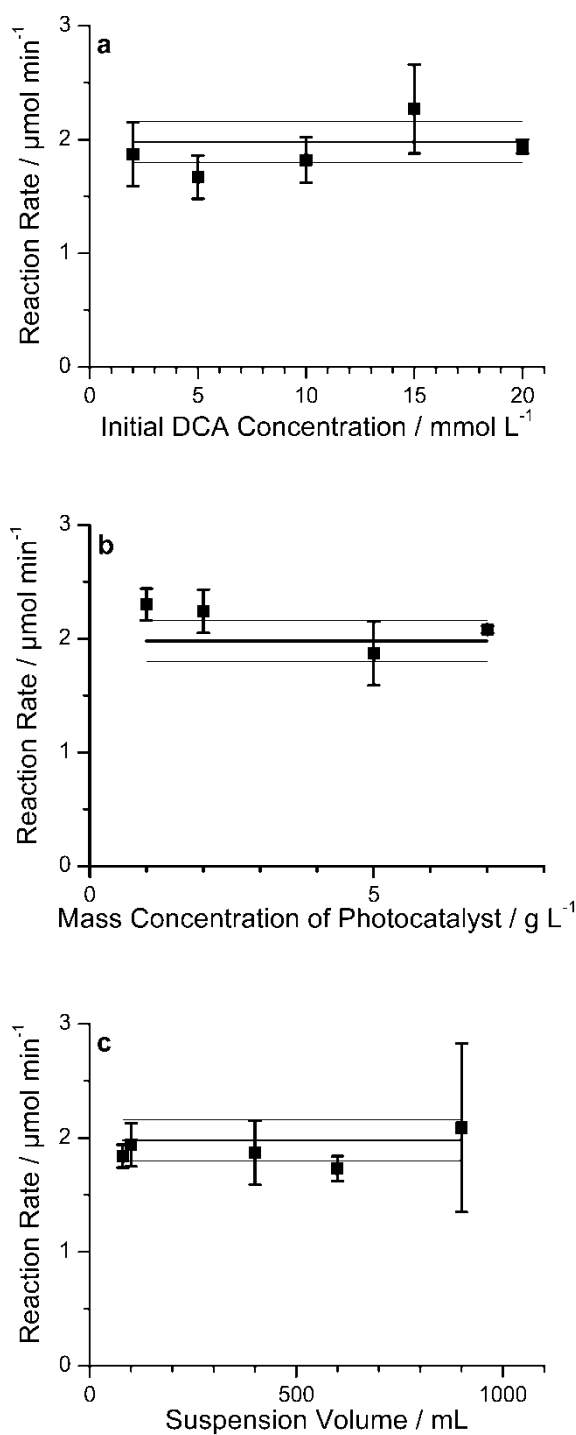 a
3
2
1
0
Reaction Rate / µmol min⁻¹
0 5 10 15 20
Initial DCA Concentration / mmol L⁻¹
b
3
2
1
0
Reaction Rate / µmol min⁻¹
0 5
Mass Concentration of Photocatalyst / g L⁻¹
c
3
2
1
0
Reaction Rate / µmol min⁻¹
0 500 1000
Suspension Volume / mL